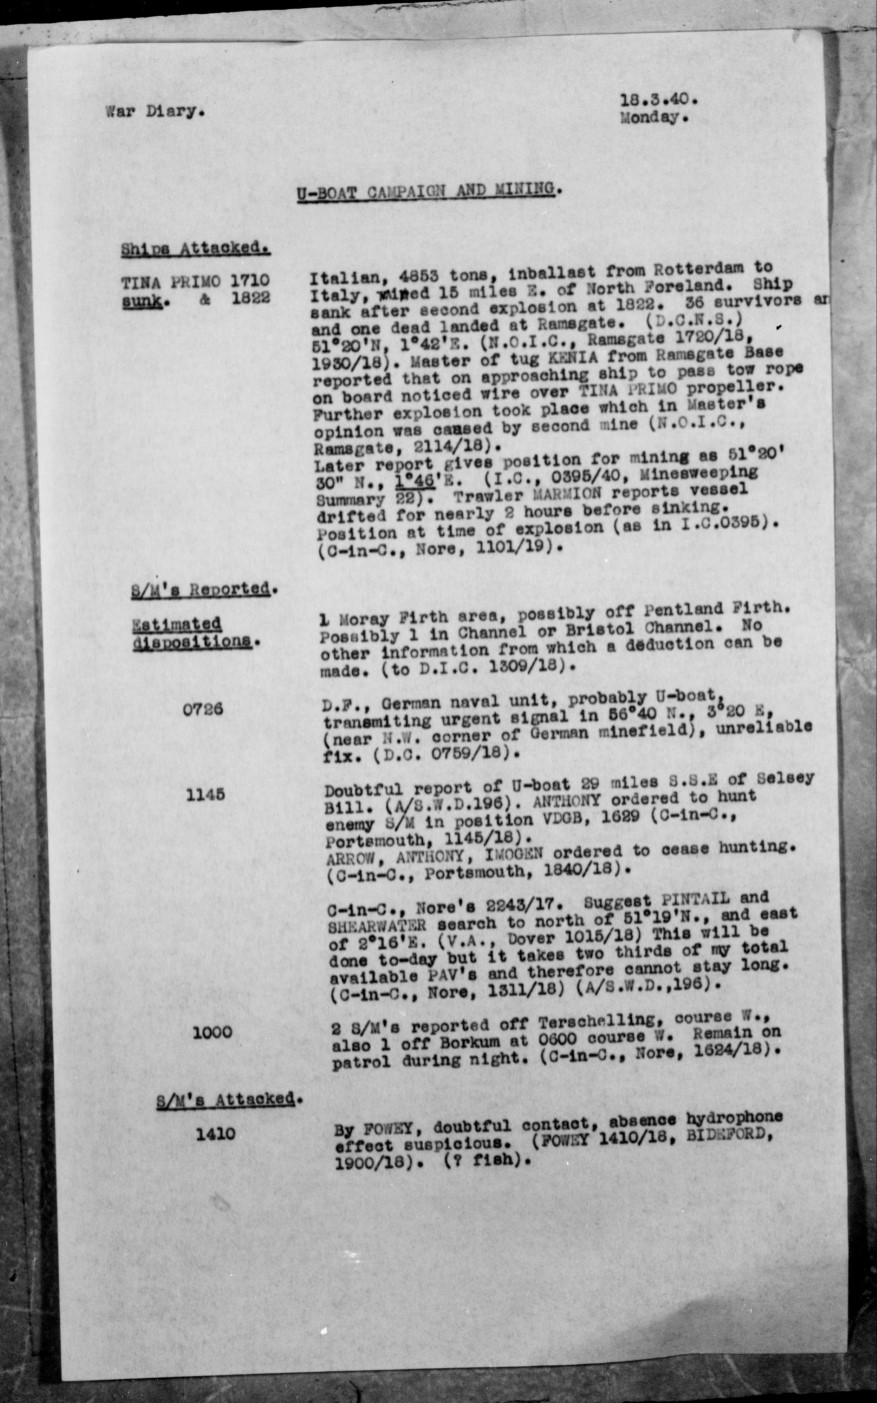 War Diary.
18.3.40.
Monday.
U-BOAT CAMPAIGN AND MINING.
Ships Attacked.
TINA PRIMO 1710
sunk. & 1822
Italian, 4853 tons, inballast from Rotterdam to
Italy, mined 15 miles E. of North Foreland. Ship
sank after second explosion at 1822. 36 survivors an
and one dead landed at Ramsgate. (D.C.N.S.)
51°20'N, 1°42'E. (N.O.I.C., Ramsgate 1720/18,
1930/18). Master of tug KENIA from Ramsgate Base
reported that on approaching ship to pass tow rope
on board noticed wire over TINA PRIMO propeller.
Further explosion took place which in Master's
opinion was caused by second mine (N.O.I.C.,
Ramsgate, 2114/18).
Later report gives position for mining as 51°20'
30" N., 1°46'E. (I.C., 0395/40, Minesweeping
Summary 22). Trawler MARMION reports vessel
drifted for nearly 2 hours before sinking.
Position at time of explosion (as in I.C.0395).
(C-in-C., Nore, 1101/19).
S/M's Reported.
Estimated
dispositions.
1 Moray Firth area, possibly off Pentland Firth.
Possibly 1 in Channel or Bristol Channel. No
other information from which a deduction can be
made. (to D.I.C. 1309/18).
0726
D.F., German naval unit, probably U-boat,
transmiting urgent signal in 56°40 N., 3°20 E,
(near N.W. corner of German minefield), unreliable
fix. (D.C. 0759/18).
1145
Doubtful report of U-boat 29 miles S.S.E of Selsey
Bill. (A/S.W.D.196). ANTHONY ordered to hunt
enemy S/M in position VDGB, 1629 (C-in-C.,
Portsmouth, 1145/18).
ARROW, ANTHONY, IMOGEN ordered to cease hunting.
(C-in-C., Portsmouth, 1840/18).
C-in-C., Nore's 2243/17. Suggest PINTAIL and
SHEARWATER search to north of 51°19'N., and east
of 2°16'E. (V.A., Dover 1015/18) This will be
done to-day but it takes two thirds of my total
available PAV's and therefore cannot stay long.
(C-in-C., Nore, 1311/18) (A/S.W.D.,196).
1000
2 S/M's reported off Terschelling, course W.,
also 1 off Borkum at 0600 course W. Remain on
patrol during night. (C-in-C., Nore, 1624/18).
S/M's Attacked.
1410
By FOWEY, doubtful contact, absence hydrophone
effect suspicious. (FOWEY 1410/18, BIDEFORD,
1900/18). (? fish).